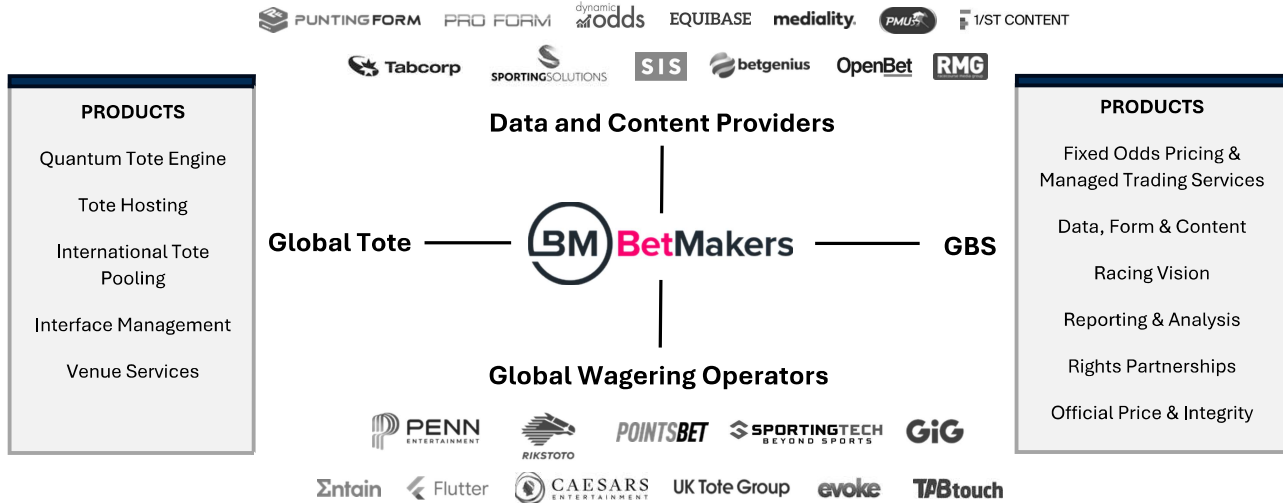 PUNTINGFORM PRO FORM dynamic odds EQUIBASE mediality. PMU 1/ST CONTENT
Tabcorp SPORTINGSOLUTIONS SIS betgenius OpenBet RMG
PRODUCTS
Quantum Tote Engine
Tote Hosting
International Tote
Pooling
Interface Management
Venue Services
Data and Content Providers
Global Tote
BM BetMakers
GBS
Global Wagering Operators
PRODUCTS
Fixed Odds Pricing &
Managed Trading Services
Data, Form & Content
Racing Vision
Reporting & Analysis
Rights Partnerships
Official Price & Integrity
PENN
ENTERTAINMENT
RIKSTOTO
POINTSBET
SPORTINGTECH
BEYOND SPORTS
GiG
Entain Flutter CAESARS
ENTERTAINMENT
UK Tote Group evoke TABtouch